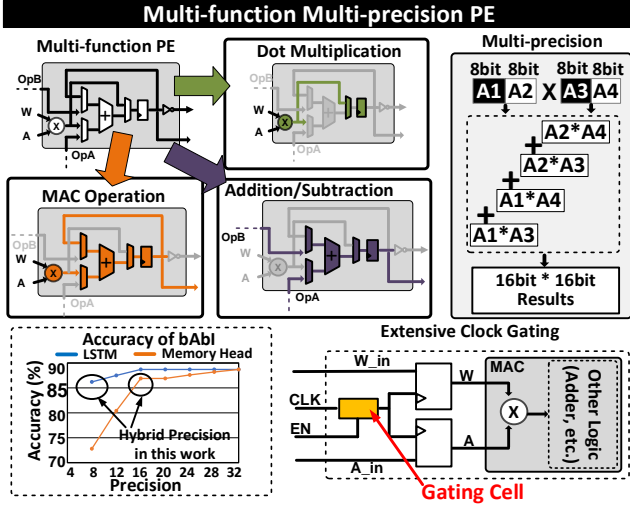 Multi-function Multi-precision PE
Multi-function PE
OpB
W
X
A
+
OpA
Dot Multiplication
W
X
A
+
MAC Operation
OpB
W
X
A
+
OpA
Addition/Subtraction
OpB
W
X
A
+
OpA
Multi-precision
8bit 8bit 8bit 8bit
A1 A2 X A3 A4
A2*A4
+
A2*A3
+
A1*A4
+
A1*A3
16bit * 16bit
Results
Accuracy of bAbI
LSTM Memory Head
Accuracy (%)
90
85
80
75
70
Hybrid Precision
in this work
4 8 12 16 20 24 28 32
Precision
Extensive Clock Gating
W_in
CLK
EN
A_in
W
A
MAC
X
Other Logic
(Adder, etc.)
Gating Cell